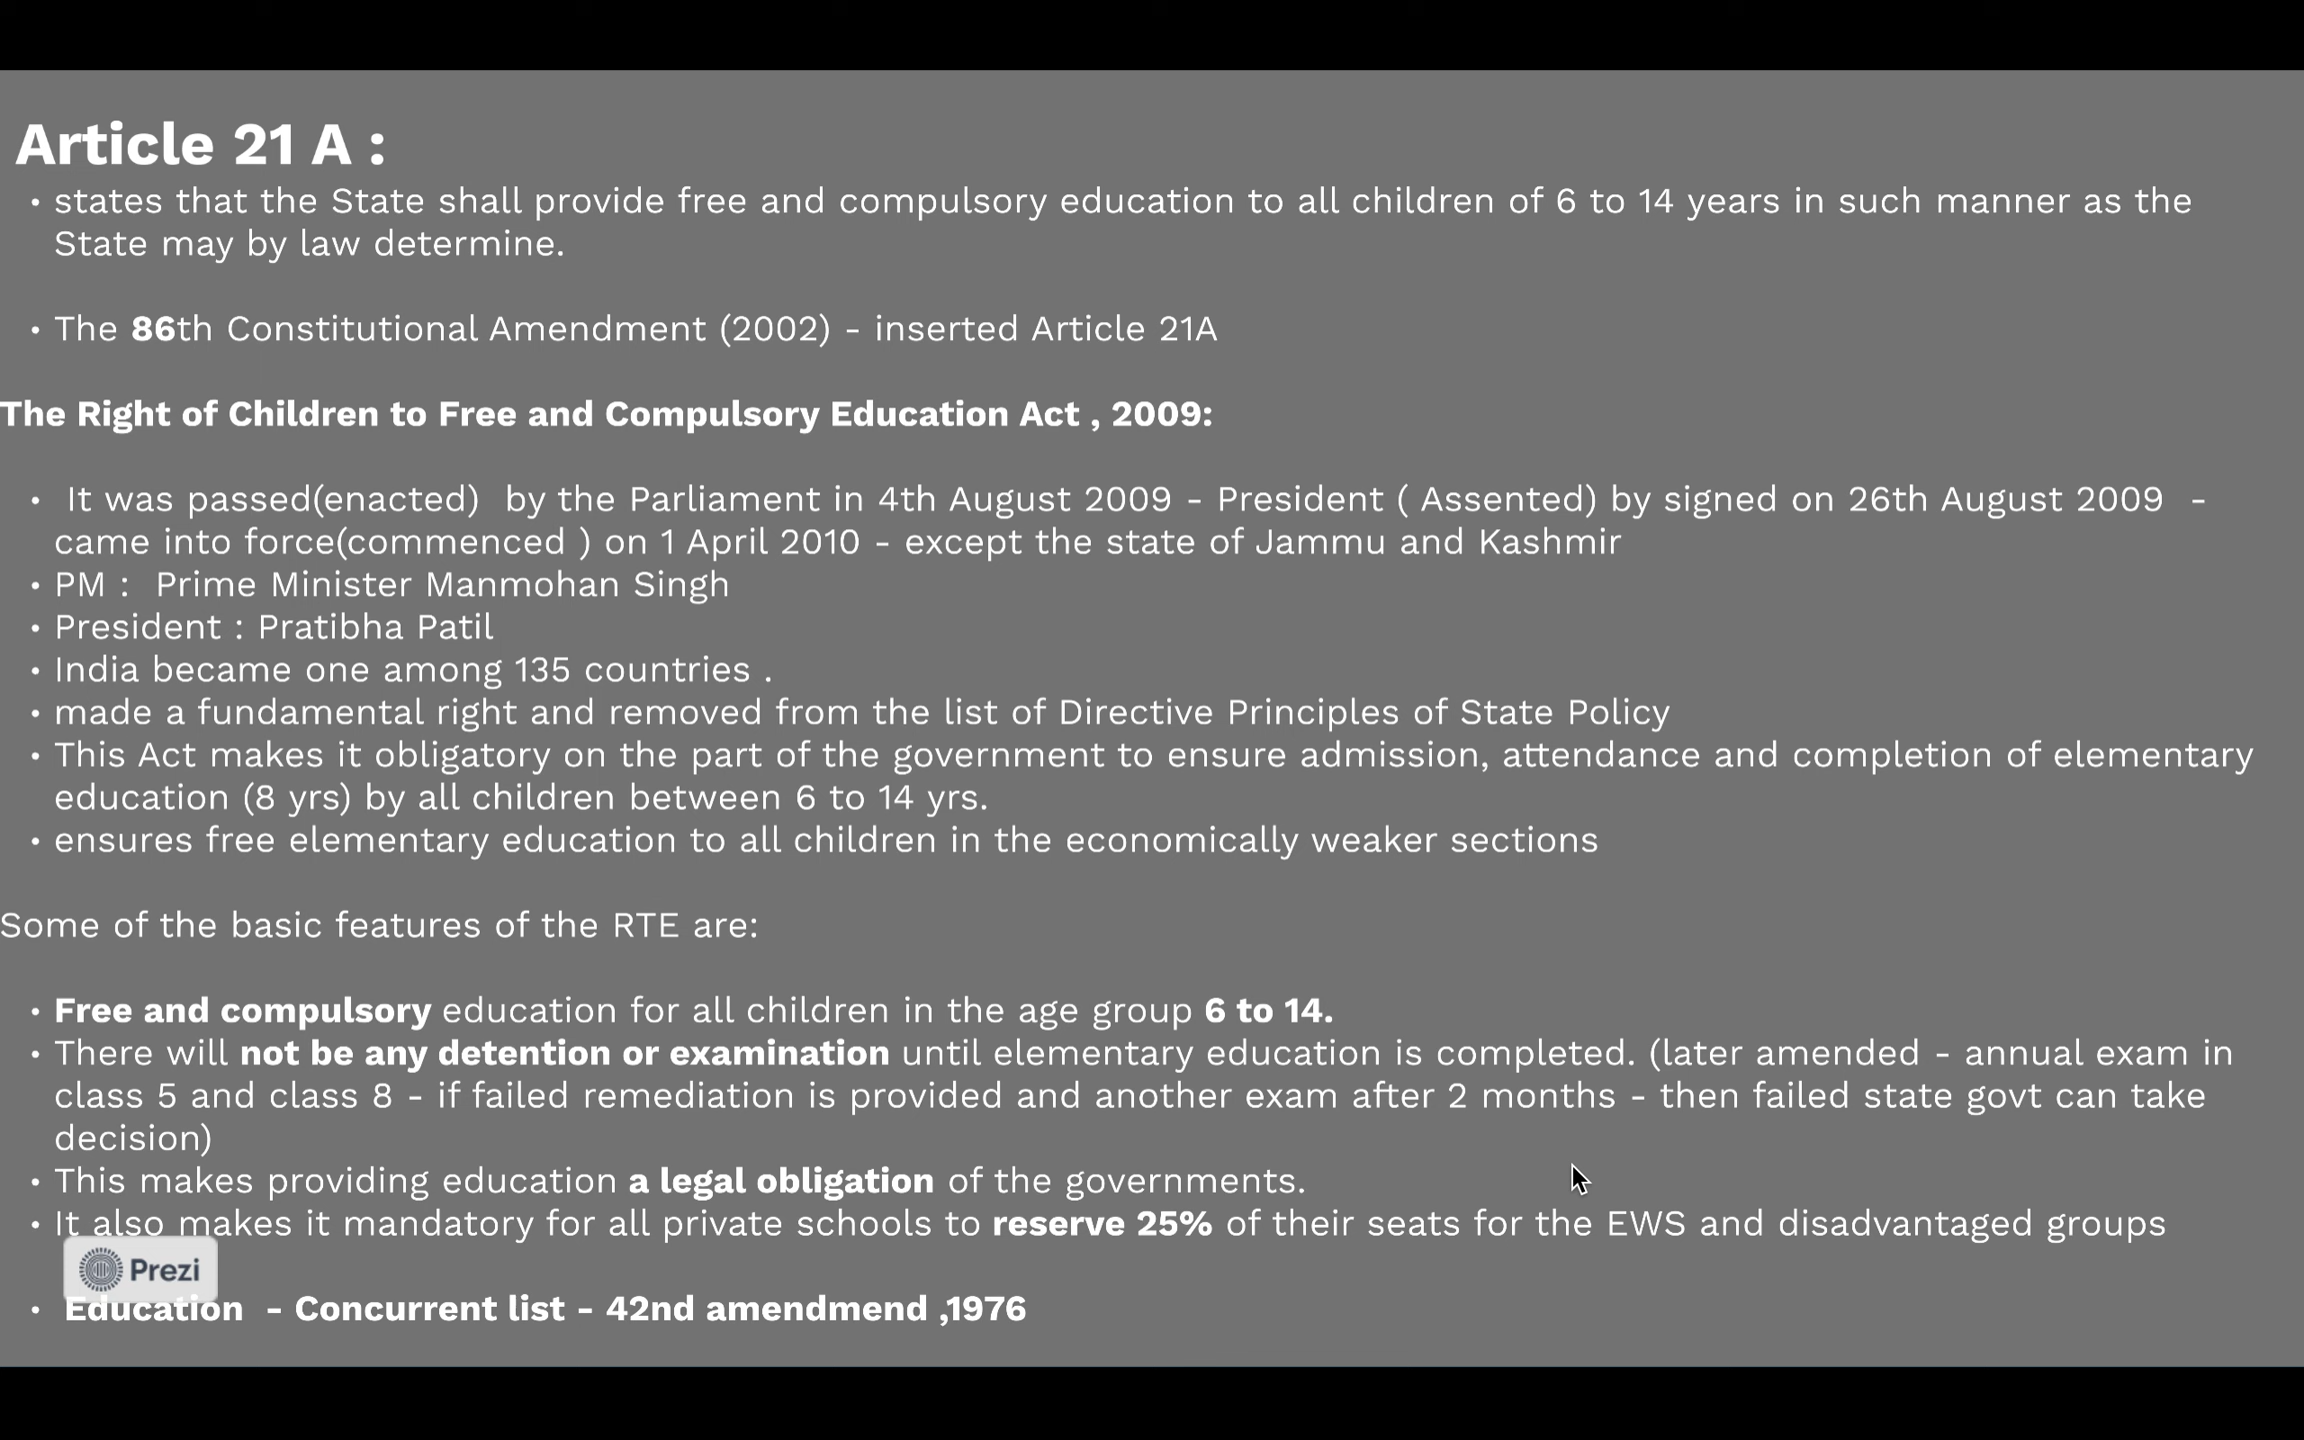 Article 21 A :
• states that the State shall provide free and compulsory education to all children of 6 to 14 years in such manner as the
State may by law determine.
• The 86th Constitutional Amendment (2002) - inserted Article 21A
The Right of Children to Free and Compulsory Education Act , 2009:
• It was passed(enacted) by the Parliament in 4th August 2009 - President ( Assented) by signed on 26th August 2009 -
came into force(commenced ) on 1 April 2010 - except the state of Jammu and Kashmir
• PM : Prime Minister Manmohan Singh
• President : Pratibha Patil
• India became one among 135 countries .
• made a fundamental right and removed from the list of Directive Principles of State Policy
• This Act makes it obligatory on the part of the government to ensure admission, attendance and completion of elementary
education (8 yrs) by all children between 6 to 14 yrs.
• ensures free elementary education to all children in the economically weaker sections
Some of the basic features of the RTE are:
• Free and compulsory education for all children in the age group 6 to 14.
• There will not be any detention or examination until elementary education is completed. (later amended - annual exam in
class 5 and class 8 - if failed remediation is provided and another exam after 2 months - then failed state govt can take
decision)
• This makes providing education a legal obligation of the governments.
• It also makes it mandatory for all private schools to reserve 25% of their seats for the EWS and disadvantaged groups
Prezi
• Education - Concurrent list - 42nd amendmend ,1976